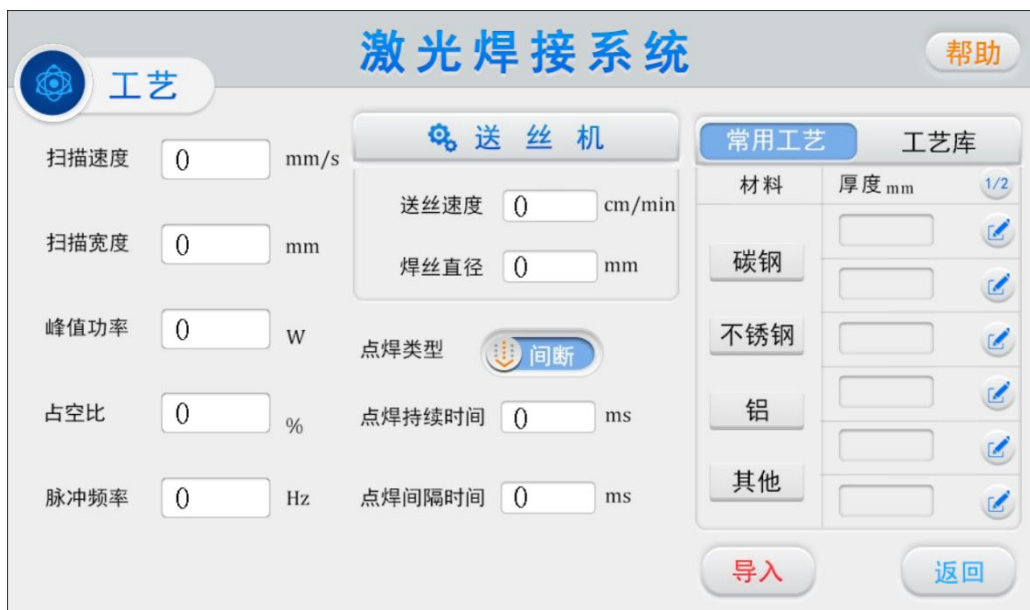 激光焊接系统
帮助
工艺
扫描速度 0 mm/s
扫描宽度 0 mm
峰值功率 0 W
占空比 0 %
脉冲频率 0 Hz
送丝机
送丝速度 0 cm/min
焊丝直径 0 mm
点焊类型 间断
点焊持续时间 0 ms
点焊间隔时间 0 ms
常用工艺 工艺库
材料 厚度mm 1/2
碳钢
不锈钢
铝
其他
导入 返回